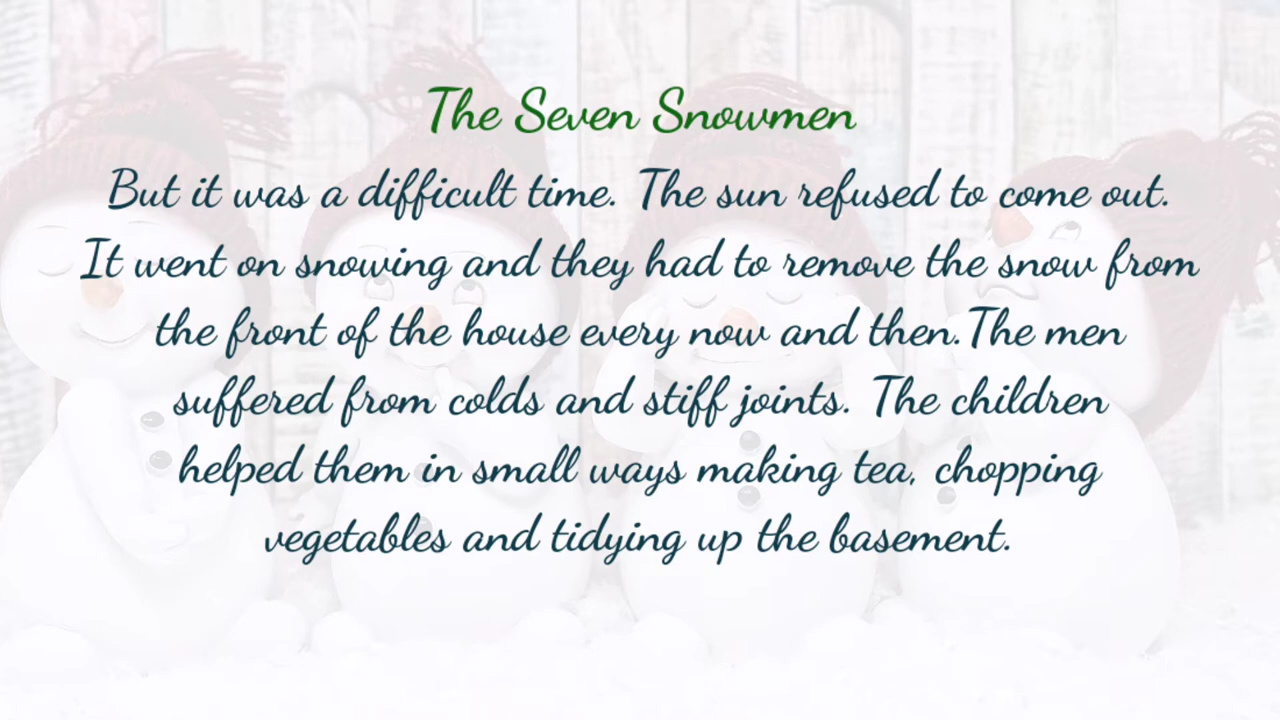 The Seven Snowmen
But it was a difficult time. The sun refused to come out.
It went on snowing and they had to remove the snow from
the front of the house every now and then.The men
suffered from colds and stiff joints. The children
helped them in small ways making tea, chopping
vegetables and tidying up the basement.